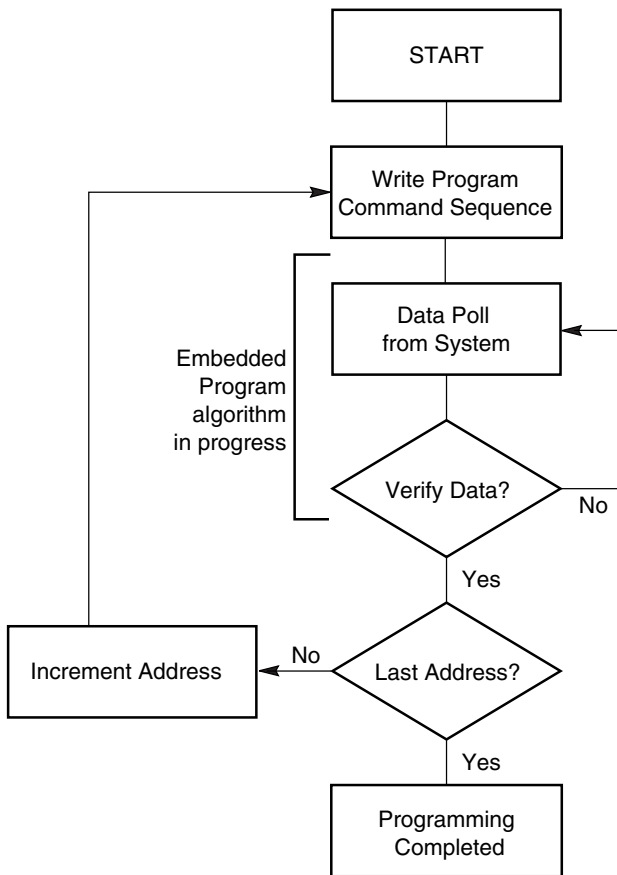 START
Write Program
Command Sequence
Data Poll
from System
Embedded
Program
algorithm
in progress
Verify Data?
No
Yes
Increment Address
No
Last Address?
Yes
Programming
Completed